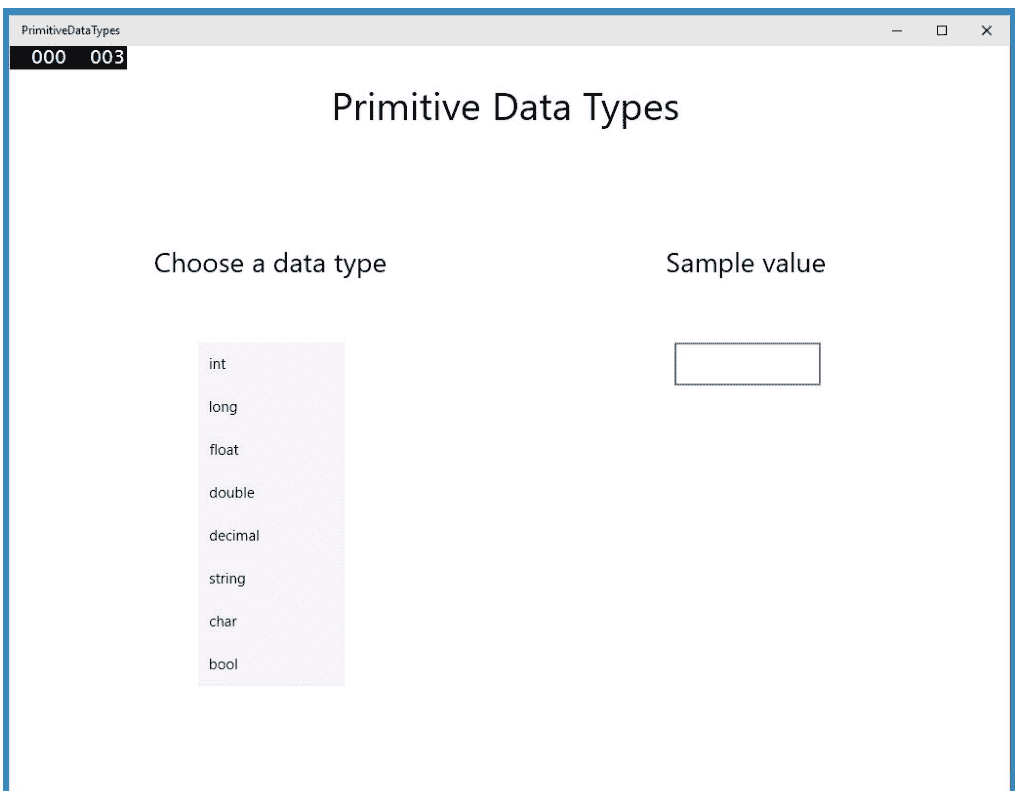 PrimitiveDataTypes
000 003
Primitive Data Types
Choose a data type
Sample value
int
long
float
double
decimal
string
char
bool